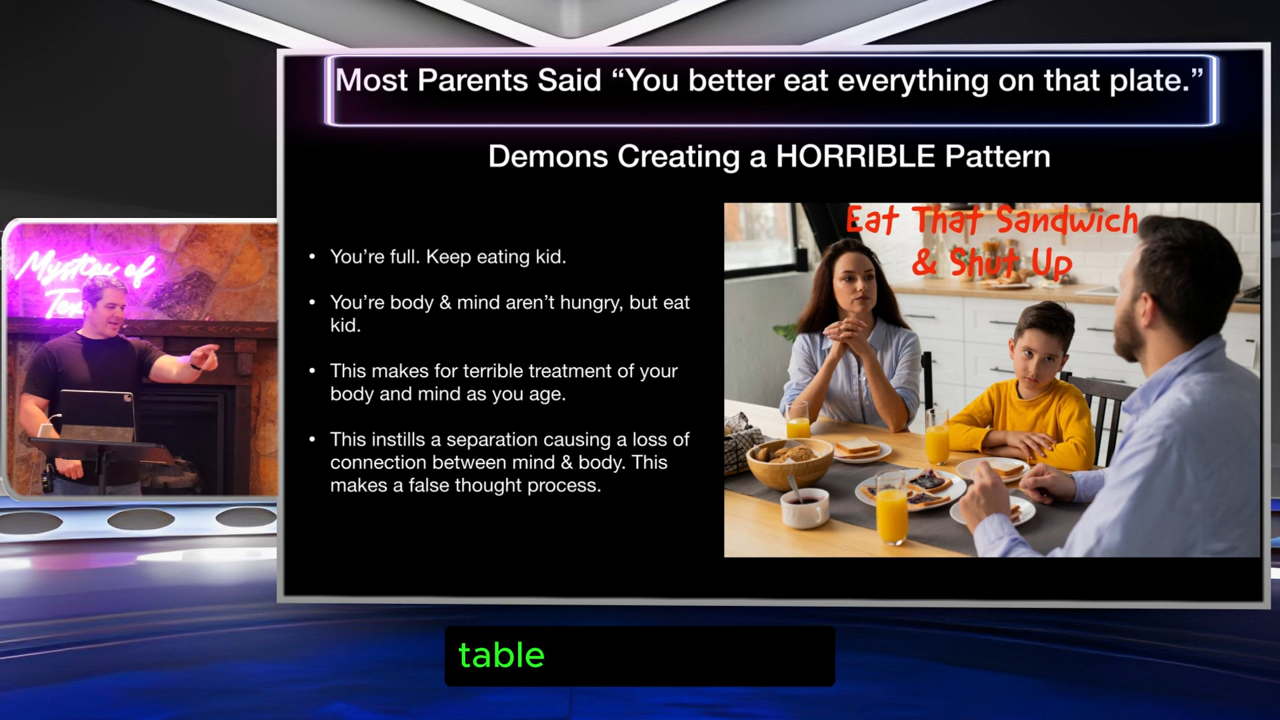 Most Parents Said “You better eat everything on that plate.”
Demons Creating a HORRIBLE Pattern
Mystery of
• You’re full. Keep eating kid.
• You’re body & mind aren’t hungry, but eat
kid.
• This makes for terrible treatment of your
body and mind as you age.
• This instills a separation causing a loss of
connection between mind & body. This
makes a false thought process.
Eat That Sandwich
& Shut Up
table